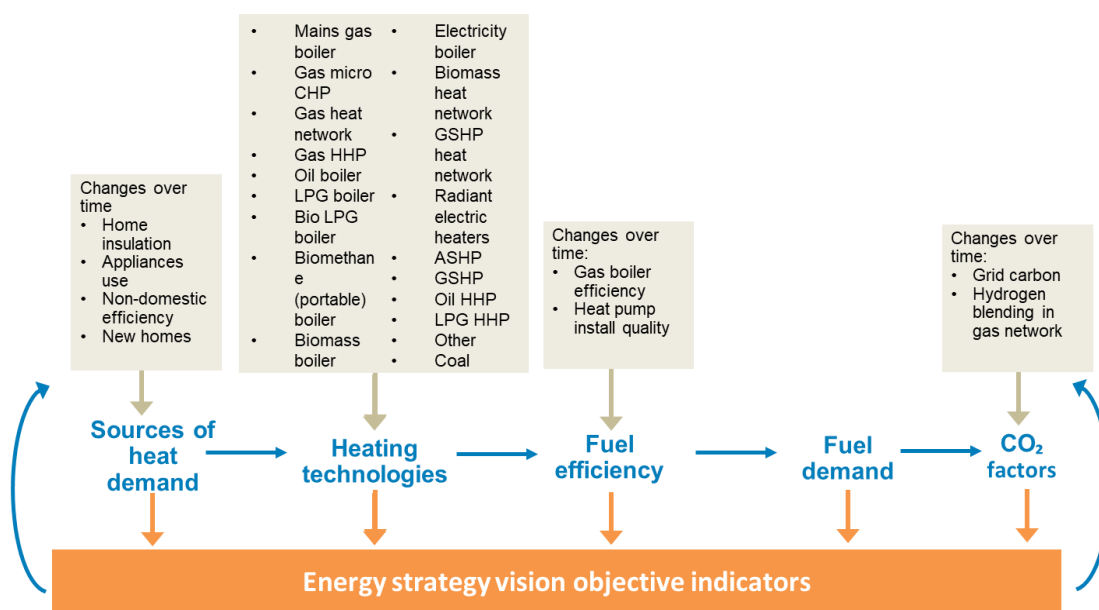 • Mains gas
boiler
• Gas micro
CHP
• Gas heat
network
• Gas HHP
• Oil boiler
• LPG boiler
• Bio LPG
boiler
• Biomethan
e
(portable)
boiler
• Biomass
boiler
• Electricity
boiler
• Biomass
heat
network
• GSHP
heat
network
• Radiant
electric
heaters
• ASHP
• GSHP
• Oil HHP
• LPG HHP
• Other
• Coal
Changes over
time
• Home
insulation
• Appliances
use
• Non-domestic
efficiency
• New homes
Changes over
time:
• Gas boiler
efficiency
• Heat pump
install quality
Changes over
time:
• Grid carbon
• Hydrogen
blending in
gas network
Sources of
heat
demand
Heating
technologies
Fuel
efficiency
Fuel
demand
CO₂
factors
Energy strategy vision objective indicators